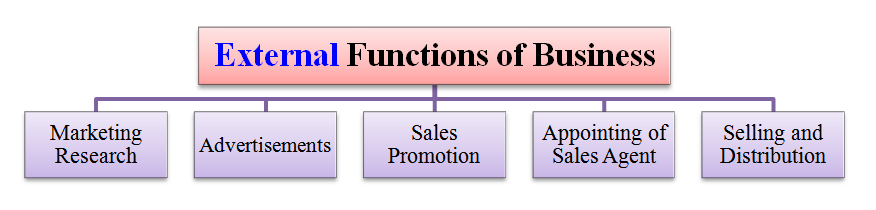 External Functions of Business
Marketing
Research
Advertisements
Sales
Promotion
Appointing of
Sales Agent
Selling and
Distribution